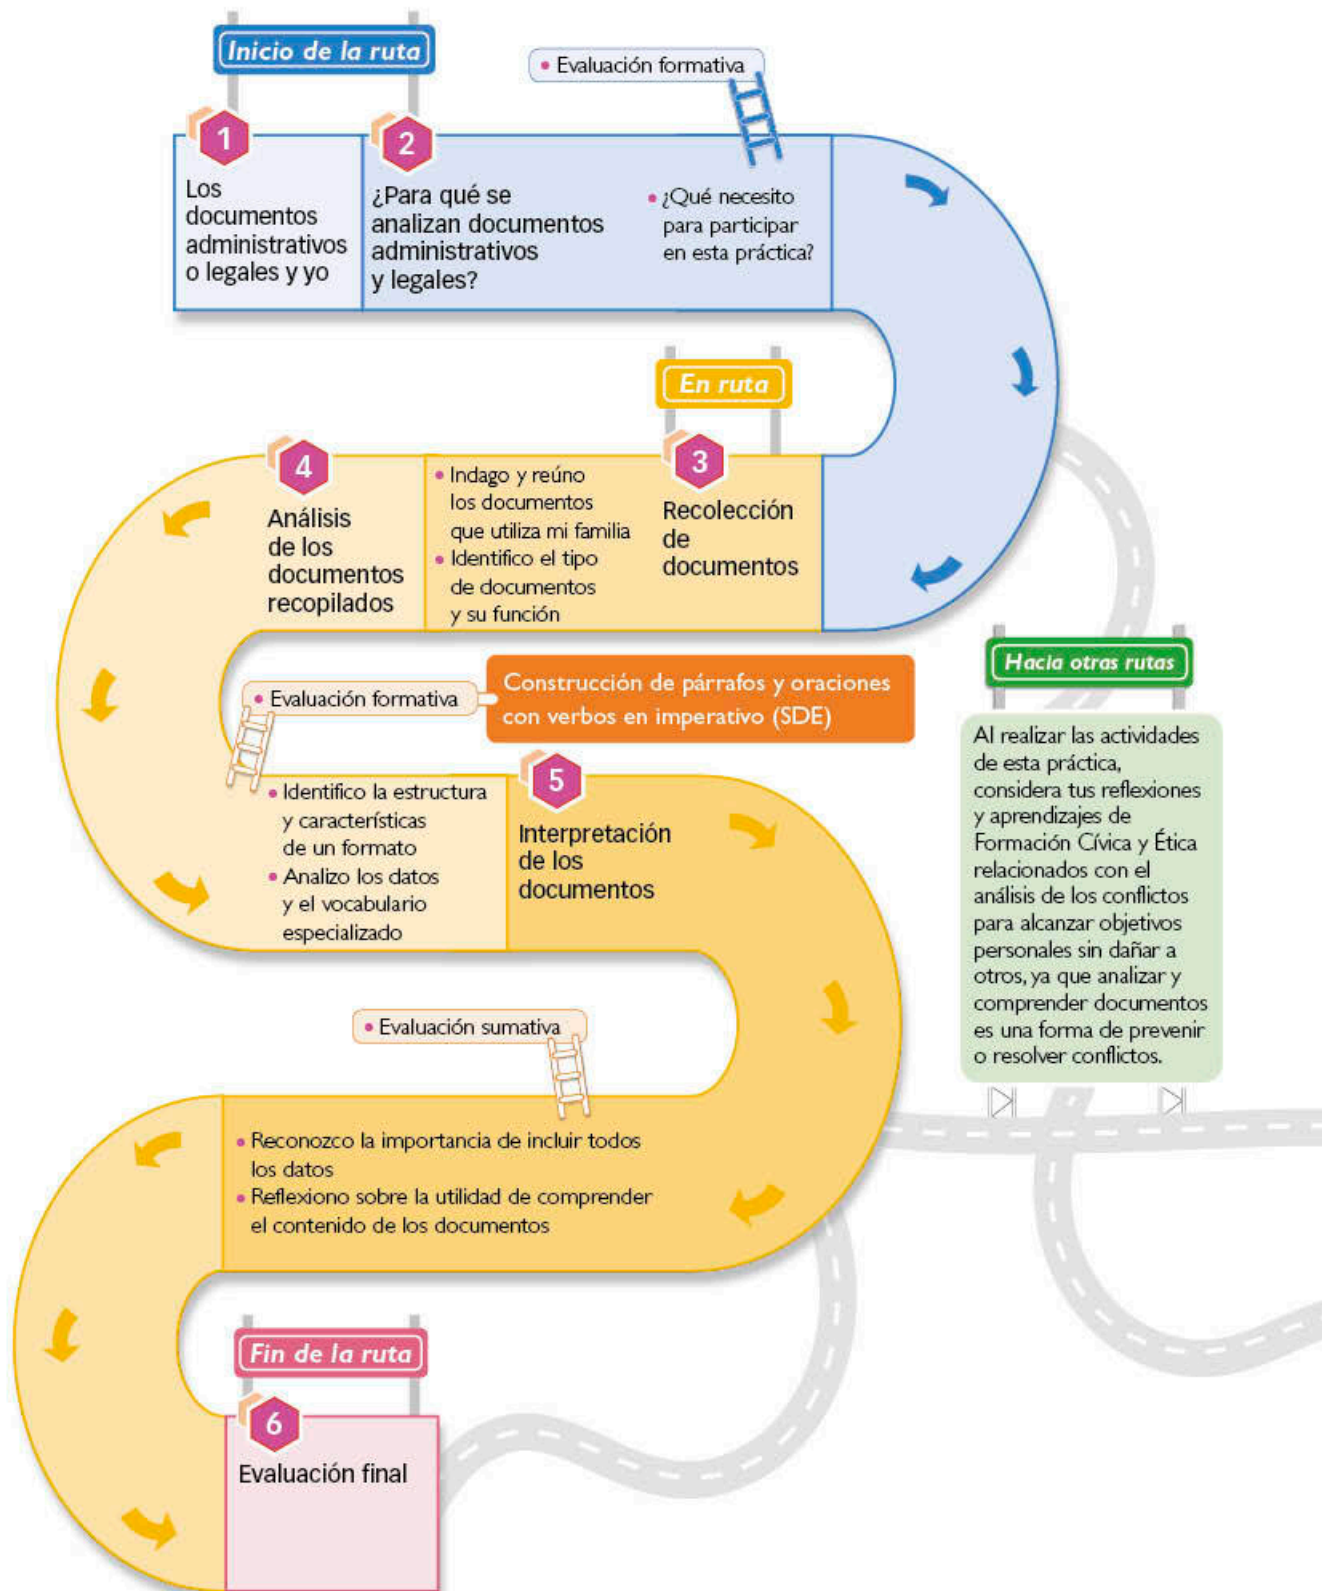 Inicio de la ruta
• Evaluación formativa
1
Los
documentos
administrativos
o legales y yo
2
¿Para qué se
analizan documentos
administrativos
y legales?
• ¿Qué necesito
para participar
en esta práctica?
En ruta
3
Recolección
de
documentos
• Indago y reúno
los documentos
que utiliza mi familia
• Identifico el tipo
de documentos
y su función
4
Análisis
de los
documentos
recopilados
• Evaluación formativa
Construcción de párrafos y oraciones
con verbos en imperativo (SDE)
• Identifico la estructura
y características
de un formato
• Analizo los datos
y el vocabulario
especializado
5
Interpretación
de los
documentos
Hacia otras rutas
Al realizar las actividades
de esta práctica,
considera tus reflexiones
y aprendizajes de
Formación Cívica y Ética
relacionados con el
análisis de los conflictos
para alcanzar objetivos
personales sin dañar a
otros, ya que analizar y
comprender documentos
es una forma de prevenir
o resolver conflictos.
• Evaluación sumativa
• Reconozco la importancia de incluir todos
los datos
• Reflexiono sobre la utilidad de comprender
el contenido de los documentos
Fin de la ruta
6
Evaluación final